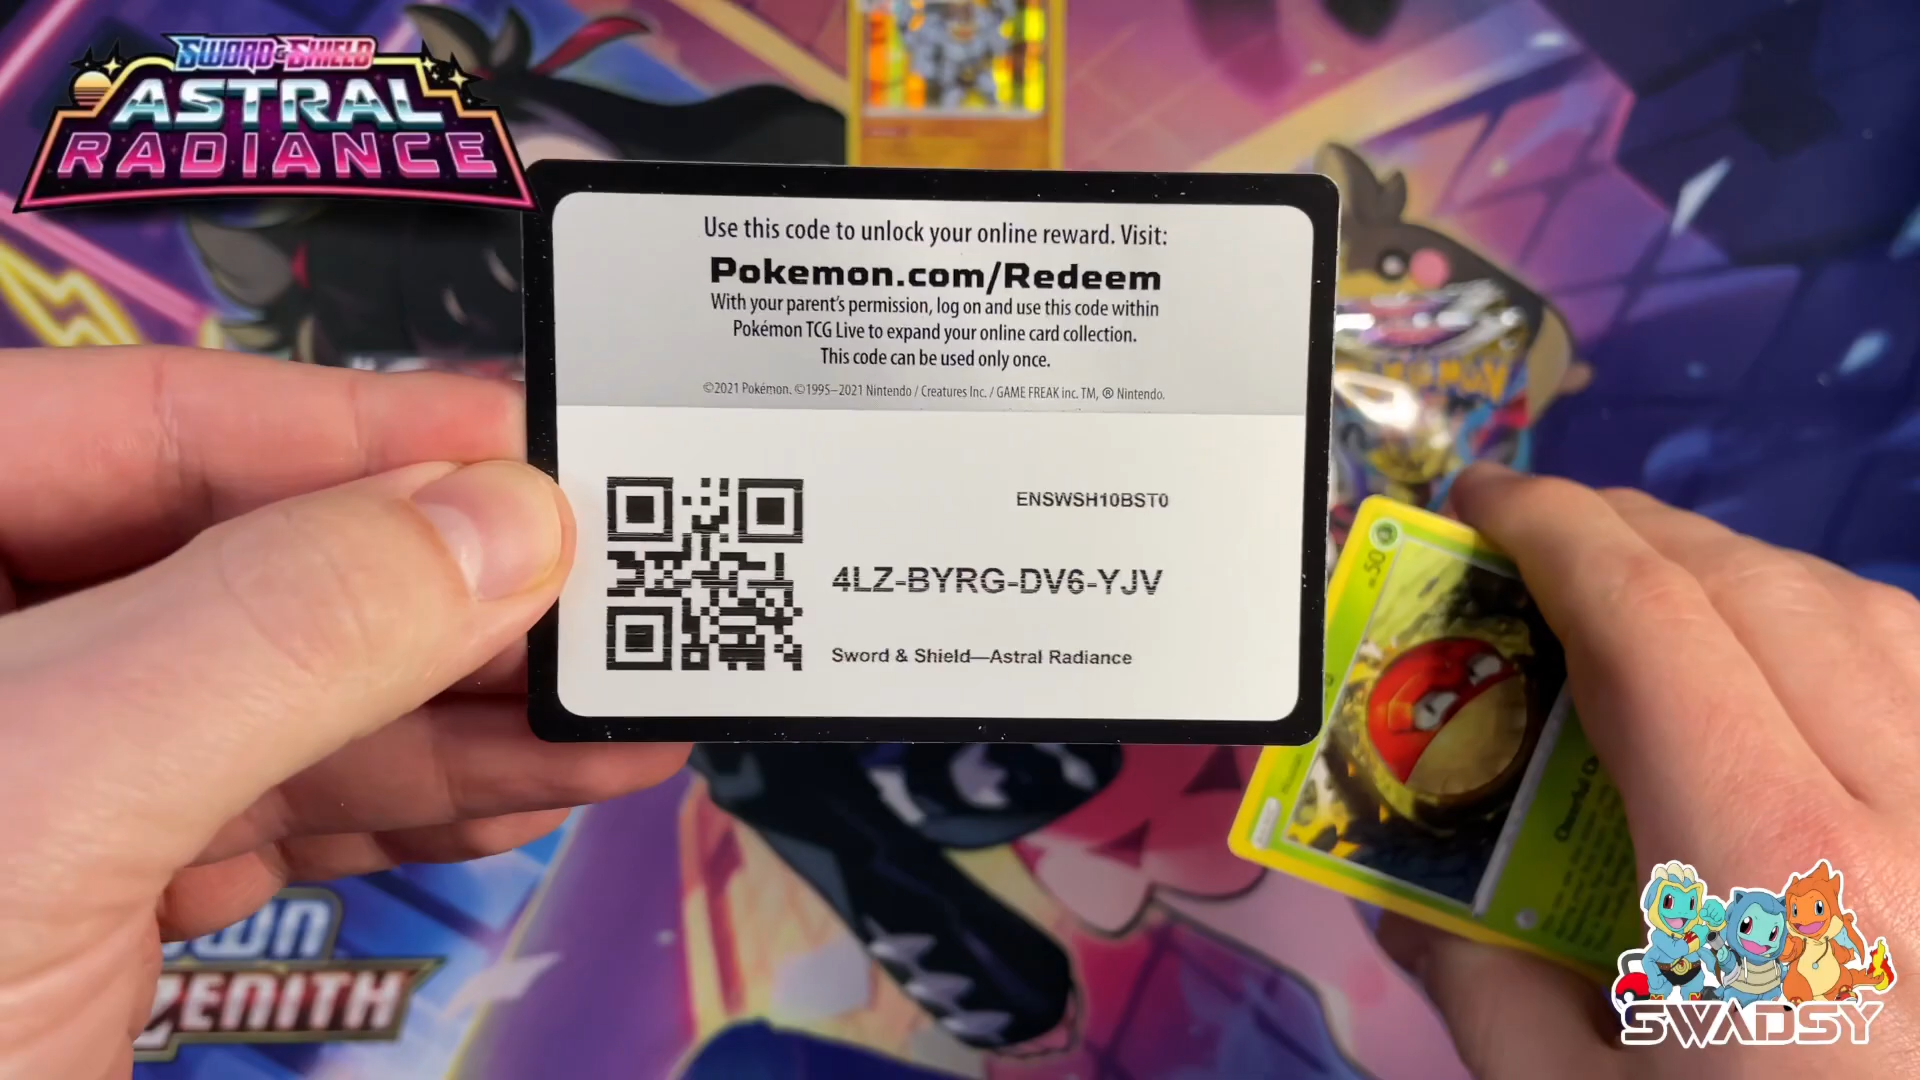 SWORD & SHIELD
ASTRAL
RADIANCE
Use this code to unlock your online reward. Visit:
Pokemon.com/Redeem
With your parent's permission, log on and use this code within
Pokémon TCG Live to expand your online card collection.
This code can be used only once.
©2021 Pokémon. ©1995–2021 Nintendo / Creatures Inc. / GAME FREAK inc. TM, ® Nintendo.
ENSWSH10BST0
4LZ-BYRG-DV6-YJV
Sword & Shield—Astral Radiance
50
ZENITH
SWADSY